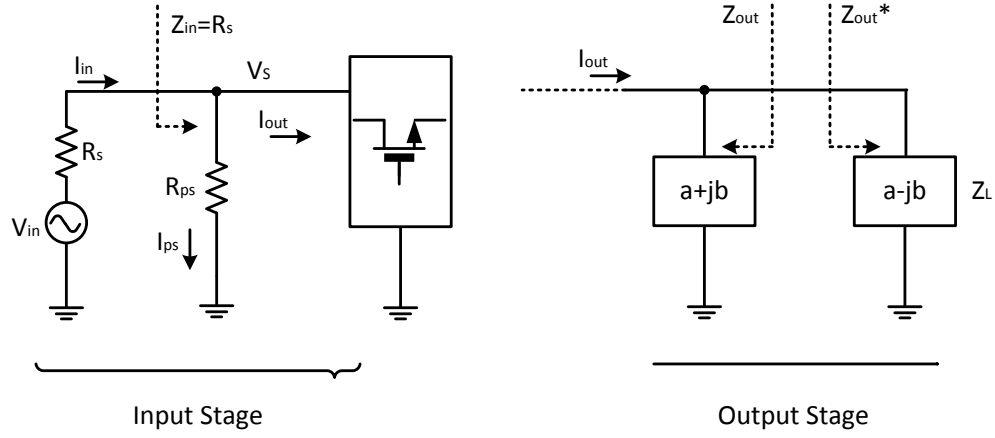 Zin=Rs
Iin
VS
Iout
Rs
Rps
Vin
Ips
Input Stage
Zout
Zout*
Iout
a+jb
a-jb
ZL
Output Stage